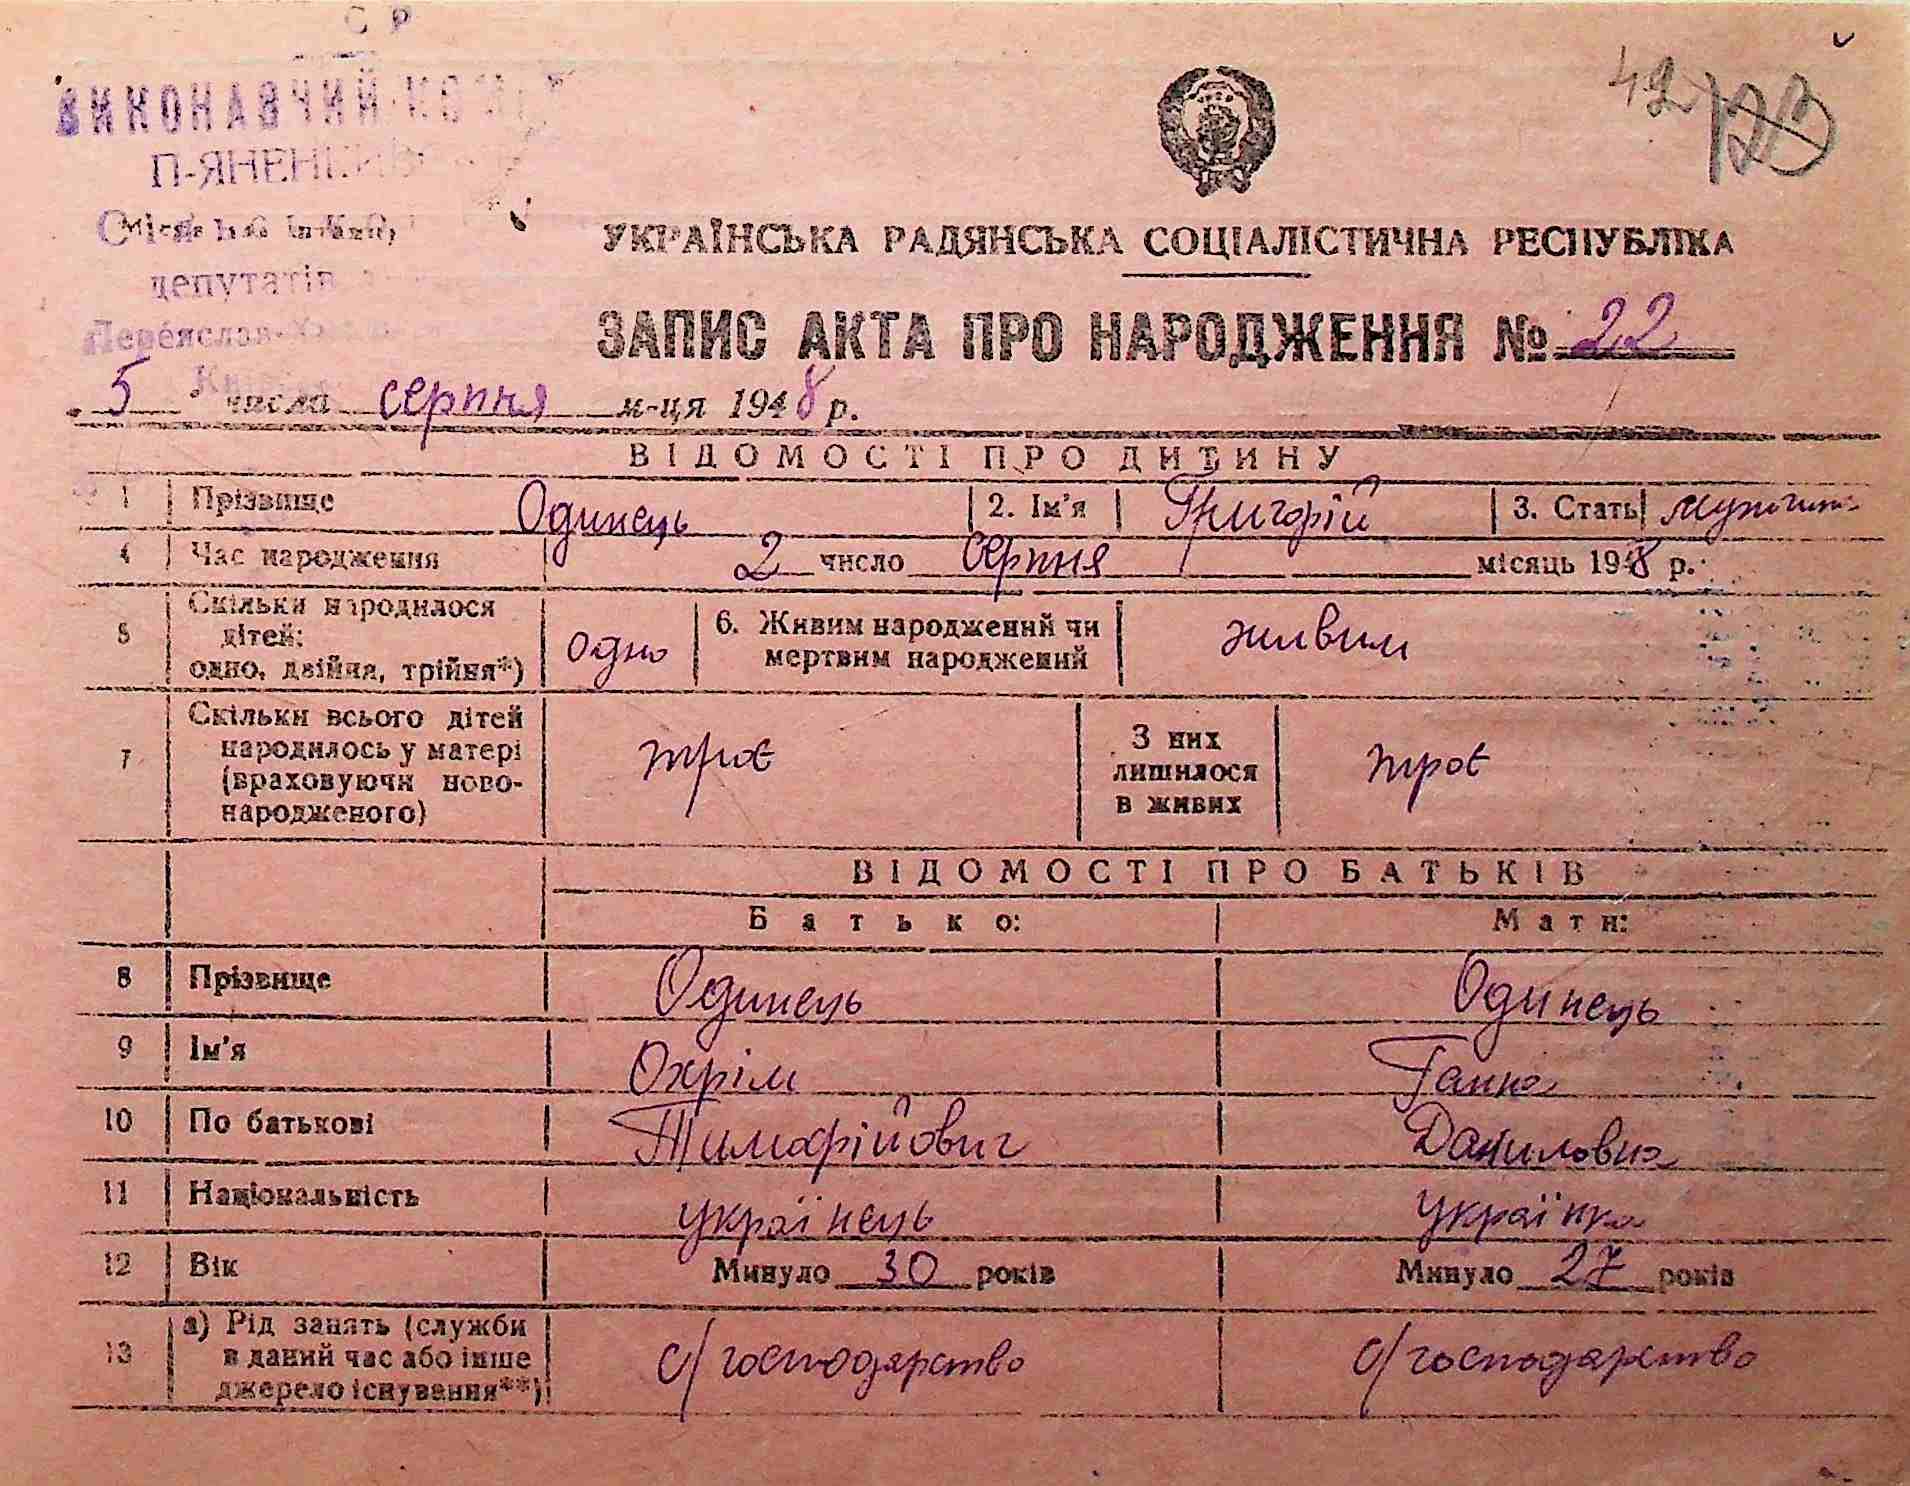 С Р
ВИКОНАВЧИЙ
П-ЯНЕНК
депутатів
Переяслав-
42
УКРАЇНСЬКА РАДЯНСЬКА СОЦІАЛІСТИЧНА РЕСПУБЛІКА
ЗАПИС АКТА ПРО НАРОДЖЕННЯ № 22
5 числа серпня м-ця 1948 р.
ВІДОМОСТІ ПРО ДИТИНУ
1 Прізвище Одинець 2. Ім'я Григорій 3. Стать
4 Час народження 2 число серпня місяць 1948 р.
5 Скільки народилося дітей: одно, двійня, трійня*) одно 6. Живим народжений чи мертвим народжений живим
7 Скільки всього дітей народилось у матері (враховуючи новонародженого) троє З них лишилося в живих троє
ВІДОМОСТІ ПРО БАТЬКІВ
Батько: Мати:
8 Прізвище Одинець Одинець
9 Ім'я Охрім Ганна
10 По батькові Тимофійович Даниловна
11 Національність українець українка
12 Вік Минуло 30 років Минуло 27 років
13 а) Рід занять (служби в даний час або інше джерело існування**) с/господарство с/господарство